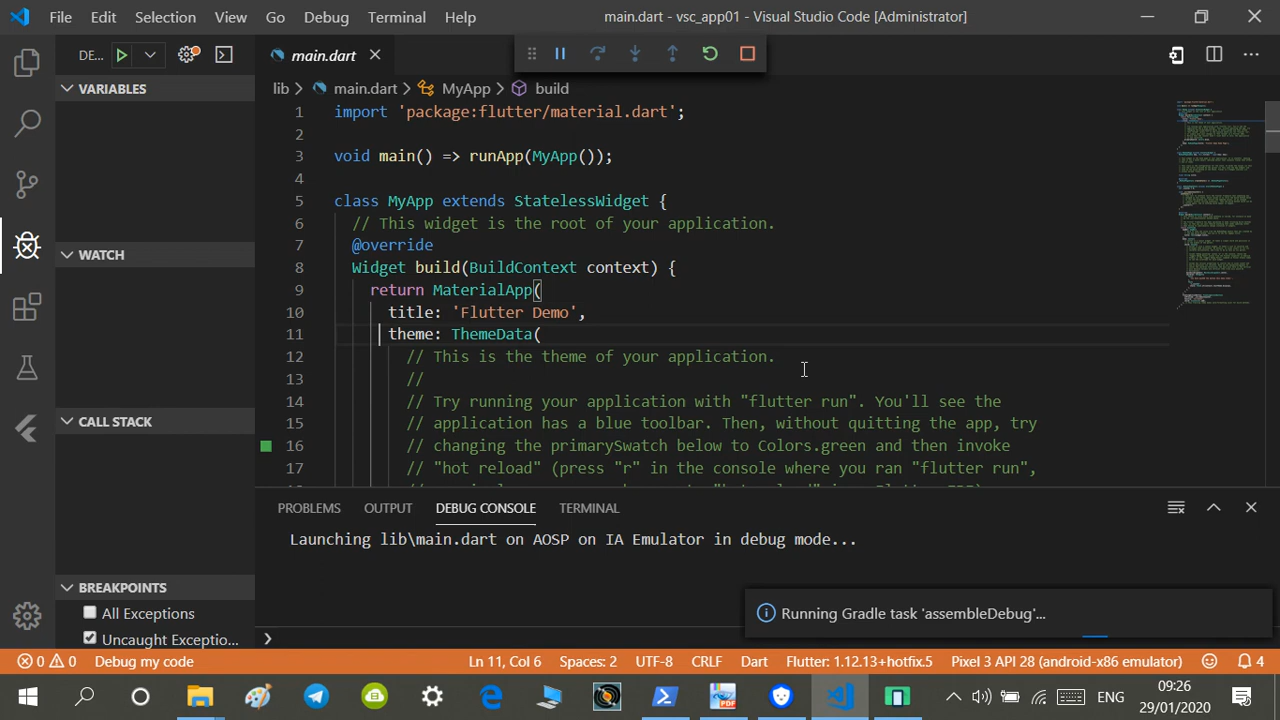 File Edit Selection View Go Debug Terminal Help main.dart - vsc_app01 - Visual Studio Code [Administrator]
DE... main.dart
lib main.dart MyApp build
VARIABLES
WATCH
CALL STACK
BREAKPOINTS
All Exceptions
Uncaught Exceptio...
1 import 'package:flutter/material.dart';
2
3 void main() => runApp(MyApp());
4
5 class MyApp extends StatelessWidget {
6 // This widget is the root of your application.
7 @override
8 Widget build(BuildContext context) {
9 return MaterialApp(
10 title: 'Flutter Demo',
11 theme: ThemeData(
12 // This is the theme of your application.
13 //
14 // Try running your application with "flutter run". You'll see the
15 // application has a blue toolbar. Then, without quitting the app, try
16 // changing the primarySwatch below to Colors.green and then invoke
17 // "hot reload" (press "r" in the console where you ran "flutter run",
PROBLEMS OUTPUT DEBUG CONSOLE TERMINAL
Launching lib\main.dart on AOSP on IA Emulator in debug mode...
Running Gradle task 'assembleDebug'...
0 0 Debug my code Ln 11, Col 6 Spaces: 2 UTF-8 CRLF Dart Flutter: 1.12.13+hotfix.5 Pixel 3 API 28 (android-x86 emulator) 4
PDF ENG 09:26
29/01/2020